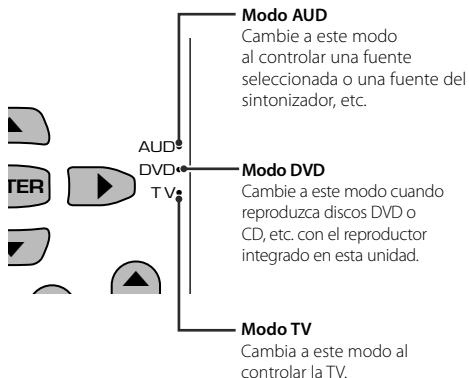 Modo AUD
Cambie a este modo
al controlar una fuente
seleccionada o una fuente del
sintonizador, etc.
AUD
DVD
TV
TER
Modo DVD
Cambie a este modo cuando
reproduzca discos DVD o
CD, etc. con el reproductor
integrado en esta unidad.
Modo TV
Cambia a este modo al
controlar la TV.